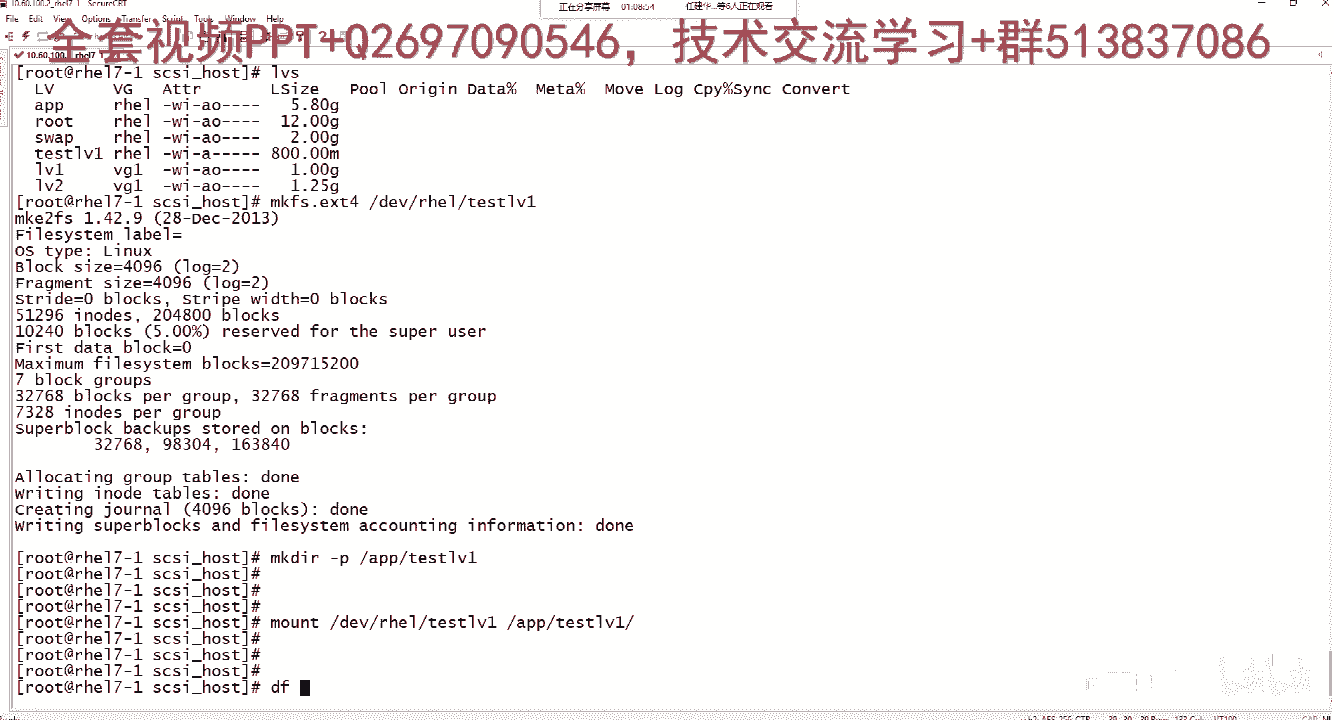 10.60.100.2_rhel7_1 - SecureCRT
正在分享屏幕 01:08:54 任建华...等6人正在观看
File Edit View Options Transfer Script Tools Window Help
全套视频PPT+Q2697090546，技术交流学习+群513837086
[root@rhel7-1 scsi_host]# lvs
LV VG Attr LSize Pool Origin Data% Meta% Move Log Cpy%Sync Convert
app rhel -wi-ao---- 5.80g
root rhel -wi-ao---- 12.00g
swap rhel -wi-ao---- 2.00g
testlv1 rhel -wi-a----- 800.00m
lv1 vg1 -wi-ao---- 1.00g
lv2 vg1 -wi-ao---- 1.25g
[root@rhel7-1 scsi_host]# mkfs.ext4 /dev/rhel/testlv1
mke2fs 1.42.9 (28-Dec-2013)
Filesystem label=
OS type: Linux
Block size=4096 (log=2)
Fragment size=4096 (log=2)
Stride=0 blocks, Stripe width=0 blocks
51296 inodes, 204800 blocks
10240 blocks (5.00%) reserved for the super user
First data block=0
Maximum filesystem blocks=209715200
7 block groups
32768 blocks per group, 32768 fragments per group
7328 inodes per group
Superblock backups stored on blocks:
32768, 98304, 163840
Allocating group tables: done
Writing inode tables: done
Creating journal (4096 blocks): done
Writing superblocks and filesystem accounting information: done
[root@rhel7-1 scsi_host]# mkdir -p /app/testlv1
[root@rhel7-1 scsi_host]#
[root@rhel7-1 scsi_host]#
[root@rhel7-1 scsi_host]#
[root@rhel7-1 scsi_host]# mount /dev/rhel/testlv1 /app/testlv1/
[root@rhel7-1 scsi_host]#
[root@rhel7-1 scsi_host]#
[root@rhel7-1 scsi_host]#
[root@rhel7-1 scsi_host]# df